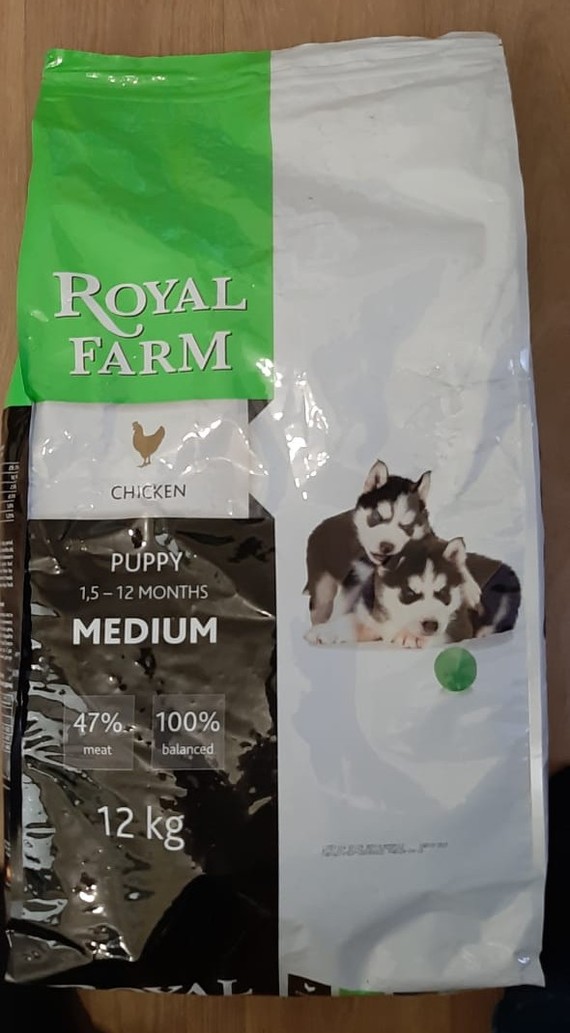 ROYAL
FARM
CHICKEN
PUPPY
1,5 – 12 MONTHS
MEDIUM
47% 100%
meat balanced
12 kg